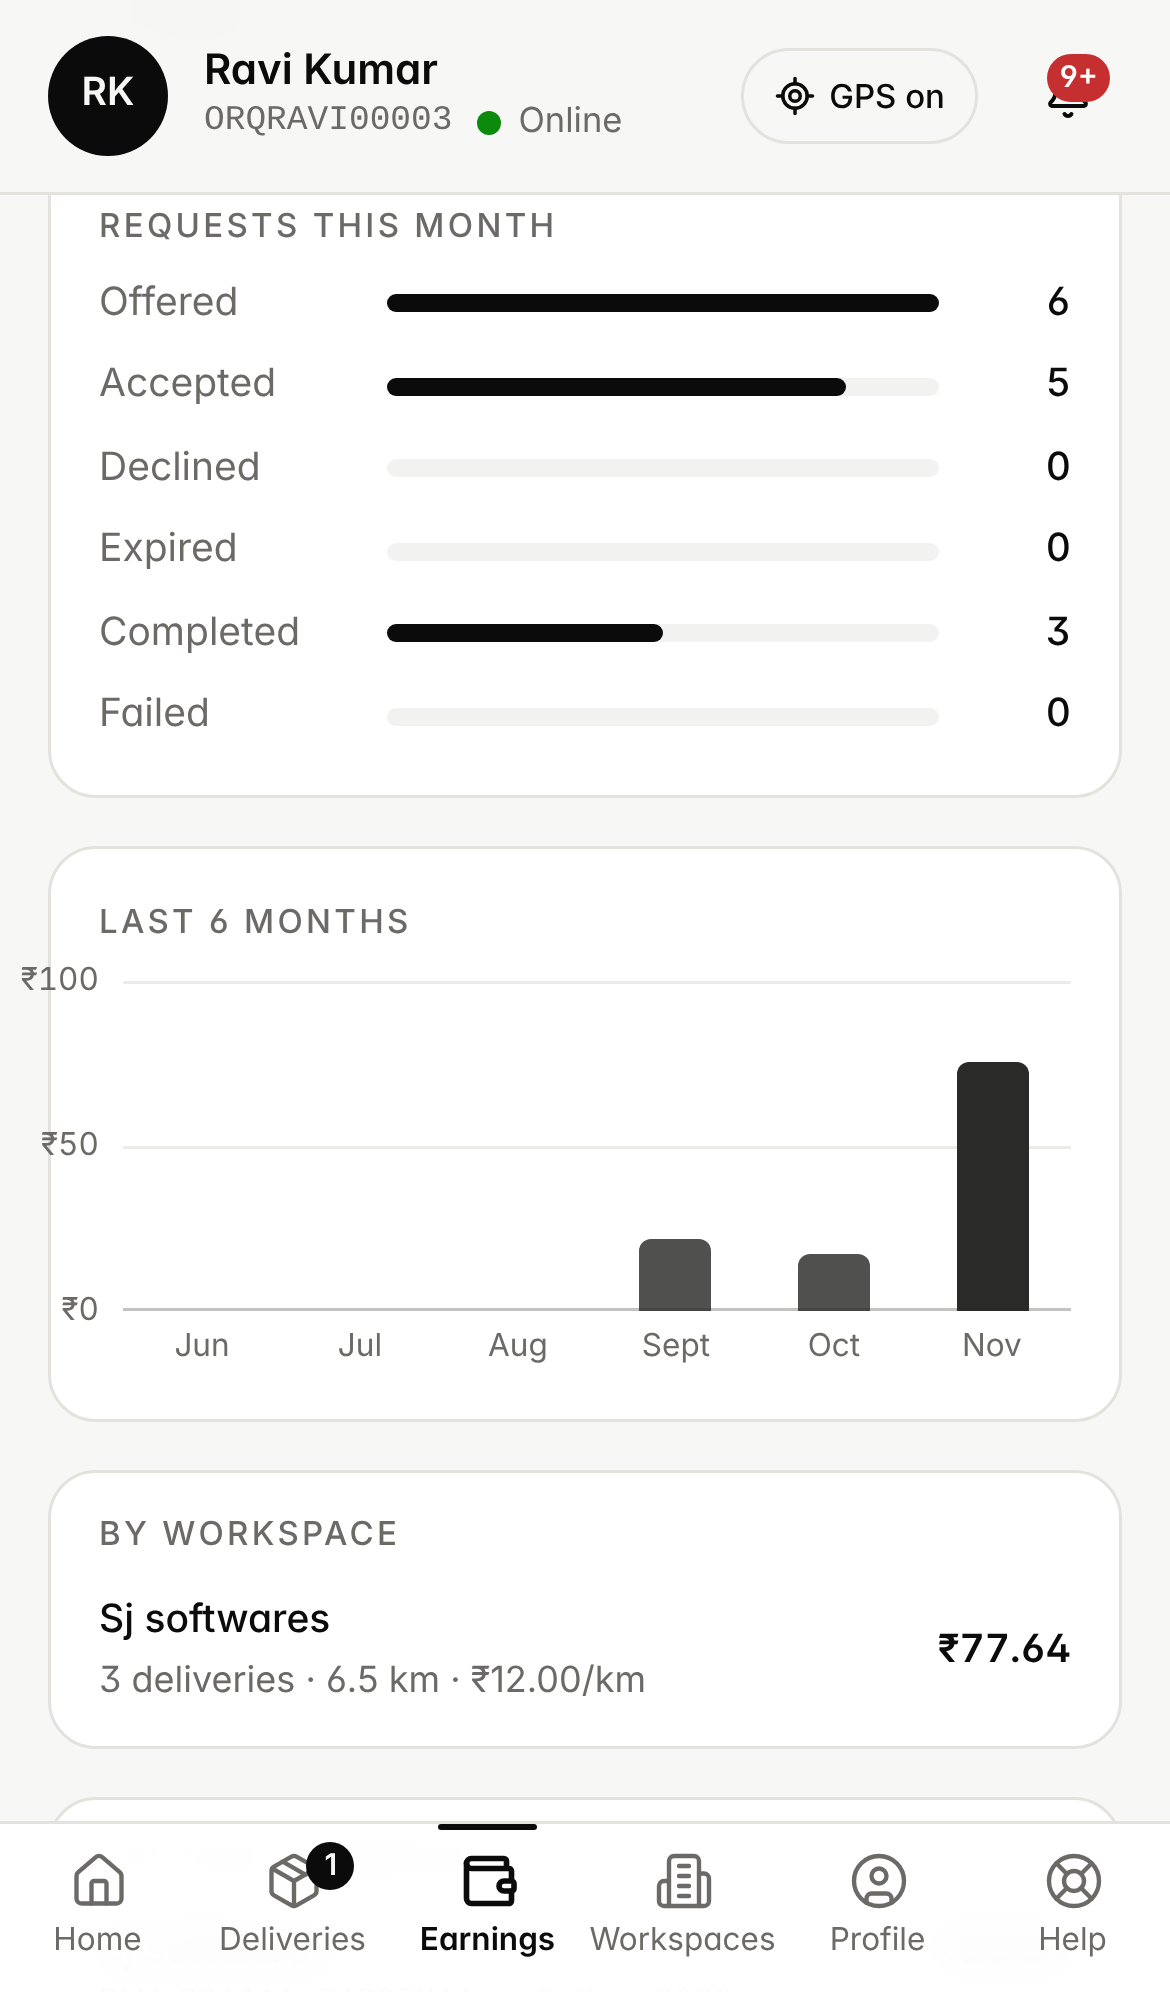 RK
Ravi Kumar
ORQRAVI00003 Online
GPS on
9+
REQUESTS THIS MONTH
Offered 6
Accepted 5
Declined 0
Expired 0
Completed 3
Failed 0
LAST 6 MONTHS
₹100
₹50
₹0
Jun Jul Aug Sept Oct Nov
BY WORKSPACE
Sj softwares
₹77.64
3 deliveries · 6.5 km · ₹12.00/km
1
Home Deliveries Earnings Workspaces Profile Help